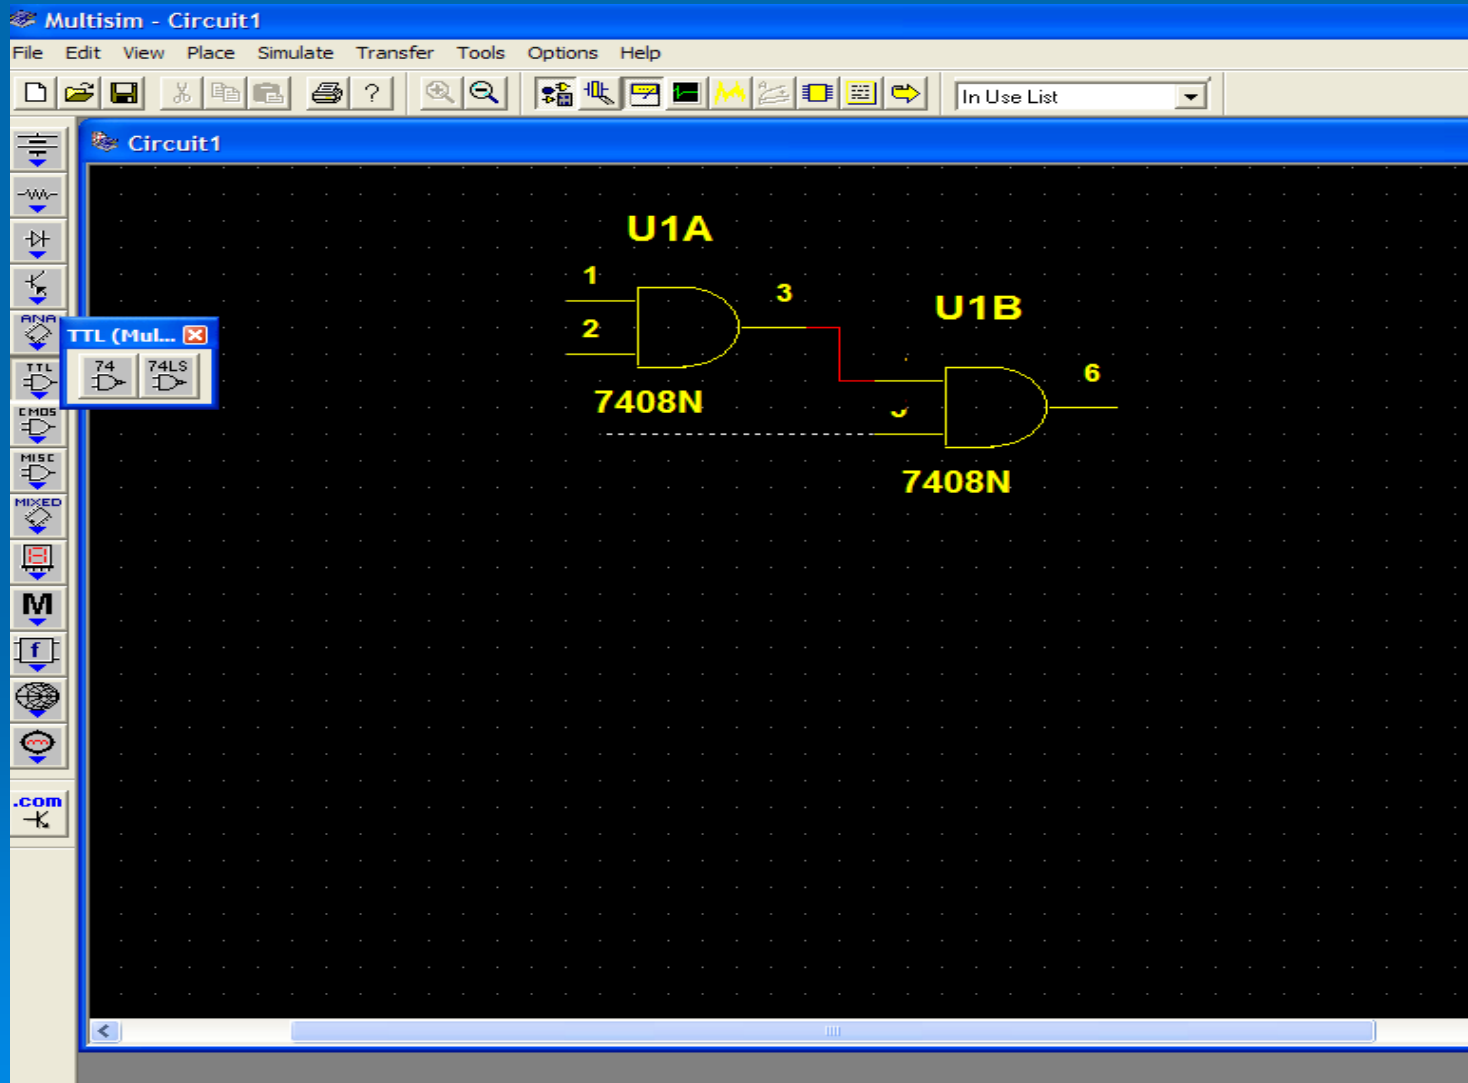 Multisim - Circuit1
File Edit View Place Simulate Transfer Tools Options Help
? In Use List
Circuit1
U1A
1
2
3
7408N
U1B
6
7408N
ANA
TTL (Mul...
74 74LS
TTL
CMOS
MISC
MIXED
M
f
.com